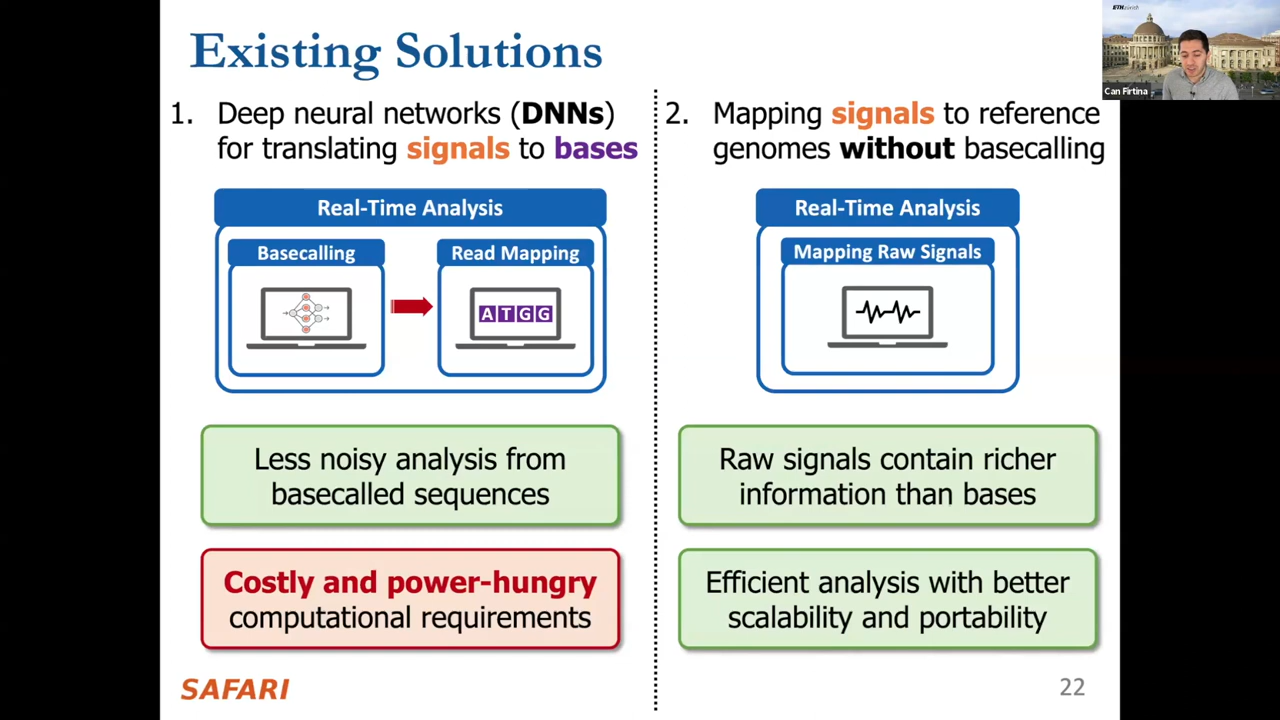 Existing Solutions
ETH zürich
Can Firtina
1. Deep neural networks (DNNs)
for translating signals to bases
Real-Time Analysis
Basecalling
Read Mapping
ATGG
Less noisy analysis from
basecalled sequences
Costly and power-hungry
computational requirements
2. Mapping signals to reference
genomes without basecalling
Real-Time Analysis
Mapping Raw Signals
Raw signals contain richer
information than bases
Efficient analysis with better
scalability and portability
SAFARI
22